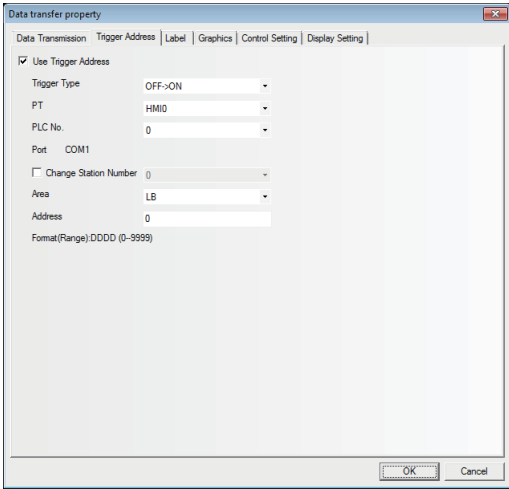 Data transfer property
Data Transmission Trigger Address Label Graphics Control Setting Display Setting
Use Trigger Address
Trigger Type OFF->ON
PT HMI0
PLC No. 0
Port COM1
Change Station Number 0
Area LB
Address 0
Format(Range):DDDD (0--9999)
OK Cancel